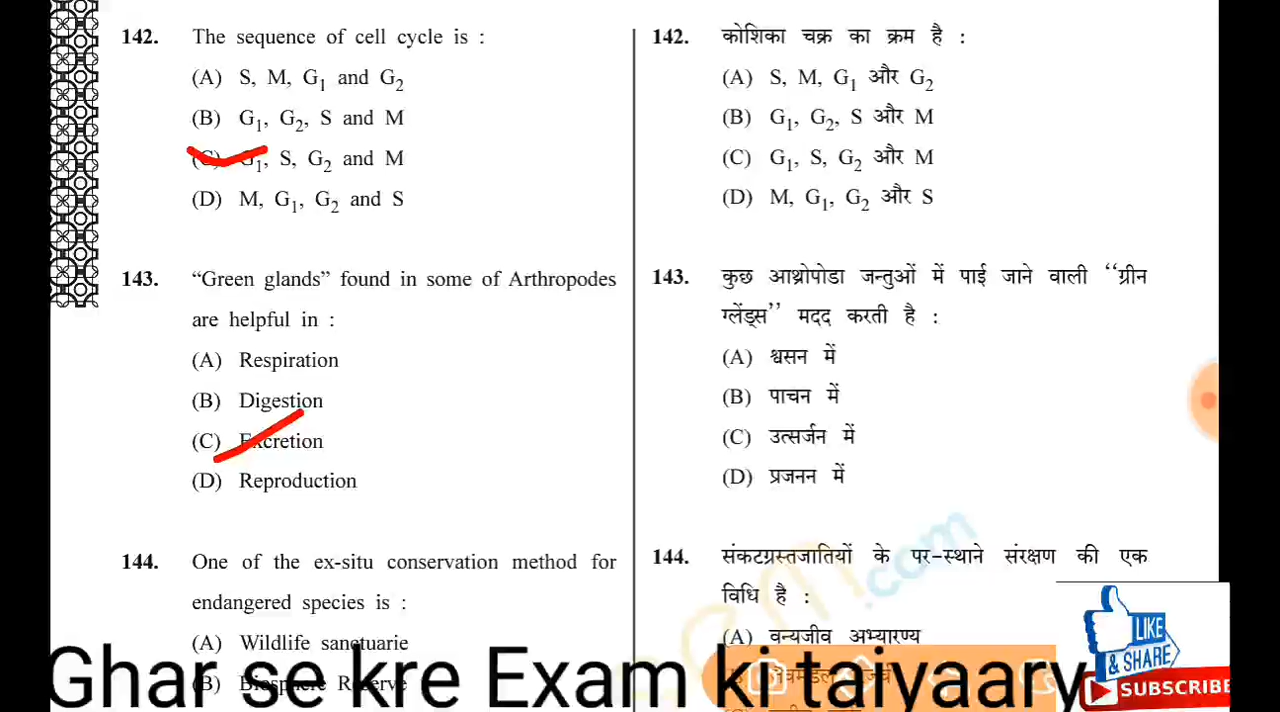 142. The sequence of cell cycle is :
(A) S, M, G₁ and G₂
(B) G₁, G₂, S and M
(C) G₁, S, G₂ and M
(D) M, G₁, G₂ and S
143. “Green glands” found in some of Arthropodes
are helpful in :
(A) Respiration
(B) Digestion
(C) Excretion
(D) Reproduction
144. One of the ex-situ conservation method for
endangered species is :
(A) Wildlife sanctuarie
(B) Biosphere Reserve
142. कोशिका चक्र का क्रम है :
(A) S, M, G₁ और G₂
(B) G₁, G₂, S और M
(C) G₁, S, G₂ और M
(D) M, G₁, G₂ और S
143. कुछ आथ्रोपोडा जन्तुओं में पाई जाने वाली ‘‘ग्रीन
ग्लेंड्स’’ मदद करती है :
(A) श्वसन में
(B) पाचन में
(C) उत्सर्जन में
(D) प्रजनन में
144. संकटग्रस्तजातियों के पर-स्थाने संरक्षण की एक
विधि है :
(A) वन्यजीव अभ्यारण्य
.com
Ghar se kre Exam ki taiyaary
LIKE
& SHARE
SUBSCRIBE